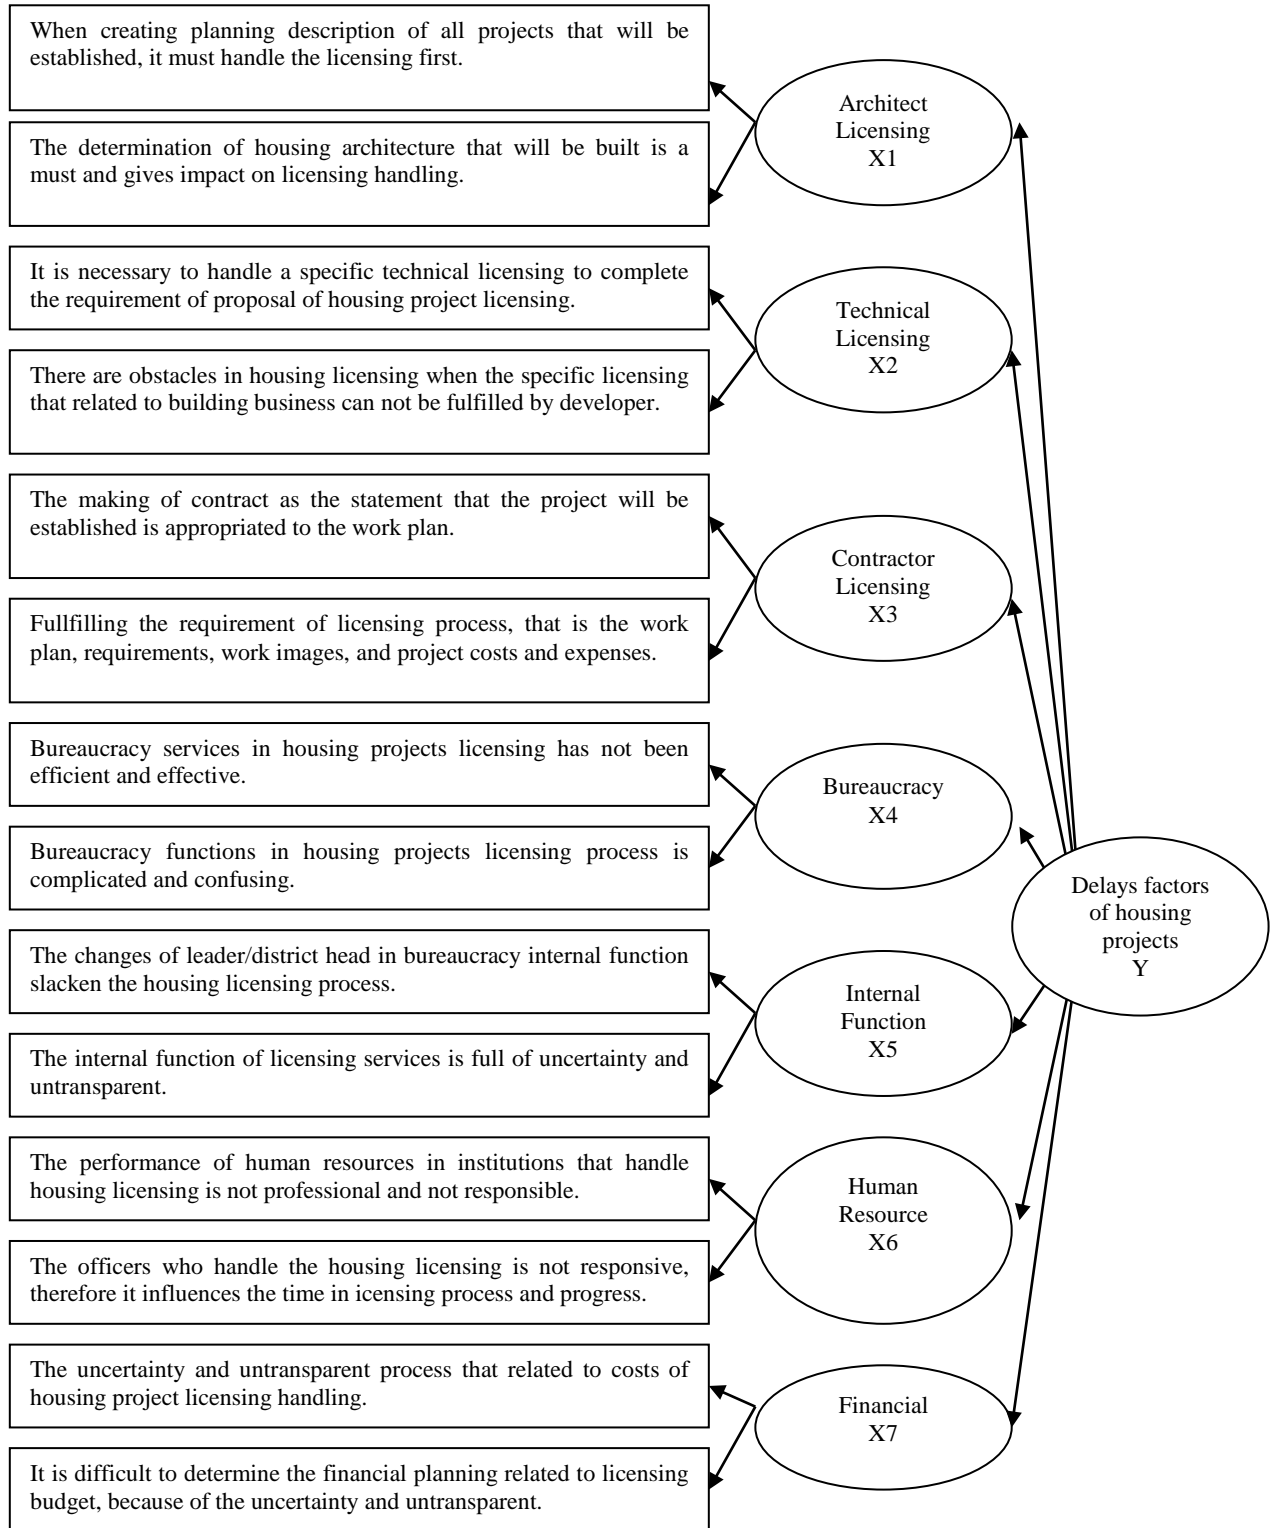 When creating planning description of all projects that will be
established, it must handle the licensing first.
The determination of housing architecture that will be built is a
must and gives impact on licensing handling.
Architect
Licensing
X1
It is necessary to handle a specific technical licensing to complete
the requirement of proposal of housing project licensing.
There are obstacles in housing licensing when the specific licensing
that related to building business can not be fulfilled by developer.
Technical
Licensing
X2
The making of contract as the statement that the project will be
established is appropriated to the work plan.
Fullfilling the requirement of licensing process, that is the work
plan, requirements, work images, and project costs and expenses.
Contractor
Licensing
X3
Bureaucracy services in housing projects licensing has not been
efficient and effective.
Bureaucracy functions in housing projects licensing process is
complicated and confusing.
Bureaucracy
X4
The changes of leader/district head in bureaucracy internal function
slacken the housing licensing process.
The internal function of licensing services is full of uncertainty and
untransparent.
Internal
Function
X5
The performance of human resources in institutions that handle
housing licensing is not professional and not responsible.
The officers who handle the housing licensing is not responsive,
therefore it influences the time in icensing process and progress.
Human
Resource
X6
The uncertainty and untransparent process that related to costs of
housing project licensing handling.
It is difficult to determine the financial planning related to licensing
budget, because of the uncertainty and untransparent.
Financial
X7
Delays factors
of housing
projects
Y